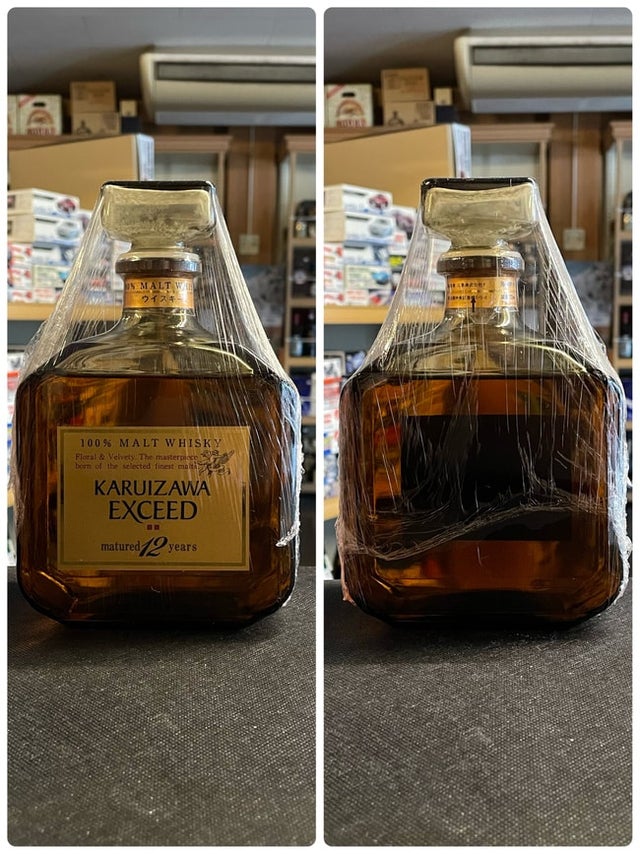 100% MALT WHI
ウイスキー
100% MALT WHISKY
Floral & Velvety. The masterpiece
born of the selected finest malts
KARUIZAWA
EXCEED
matured 12 years